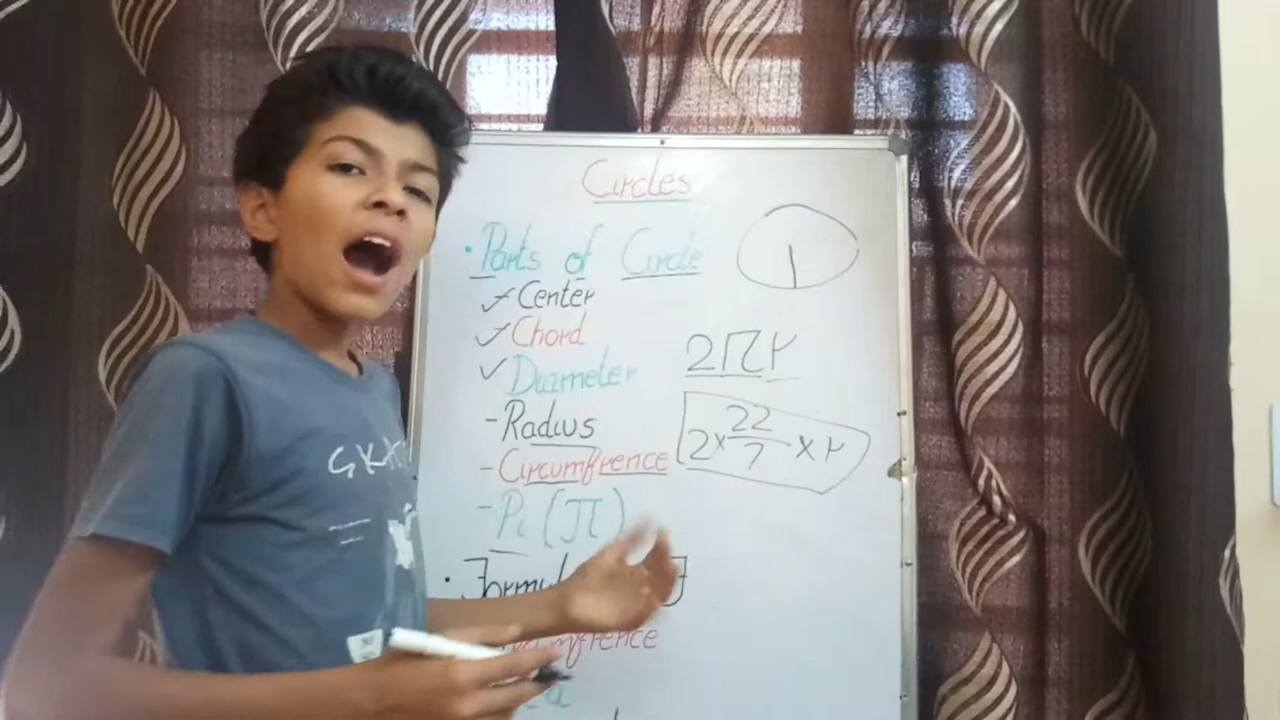 Circles
• Parts of Circle
✓ Center
✓ Chord
✓ Diameter
- Radius
- Circumfrence
- Pi (π)
2πr
2 × 22/7 × r